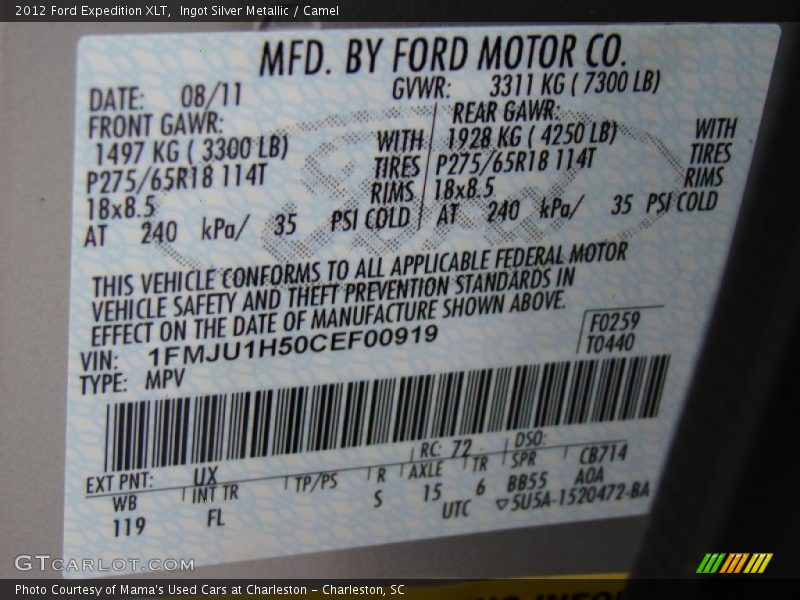 2012 Ford Expedition XLT,  Ingot Silver Metallic / Camel
MFD. BY FORD MOTOR CO.
DATE: 08/11 GVWR: 3311 KG ( 7300 LB)
FRONT GAWR: REAR GAWR:
1497 KG ( 3300 LB) WITH 1928 KG ( 4250 LB) WITH
P275/65R18 114T TIRES P275/65R18 114T TIRES
18x8.5 RIMS 18x8.5 RIMS
AT 240 kPa/ 35 PSI COLD AT 240 kPa/ 35 PSI COLD
THIS VEHICLE CONFORMS TO ALL APPLICABLE FEDERAL MOTOR
VEHICLE SAFETY AND THEFT PREVENTION STANDARDS IN
EFFECT ON THE DATE OF MANUFACTURE SHOWN ABOVE.
VIN: 1FMJU1H50CEF00919 F0259
TYPE: MPV T0440
EXT PNT: UX RC: 72 DSO:
WB INT TR TP/PS R AXLE TR SPR CB714
119 FL S 15 6 BB55 AOA
UTC ▽5U5A-1520472-BA
GTCARLOT.COM
Photo Courtesy of Mama's Used Cars at Charleston - Charleston, SC